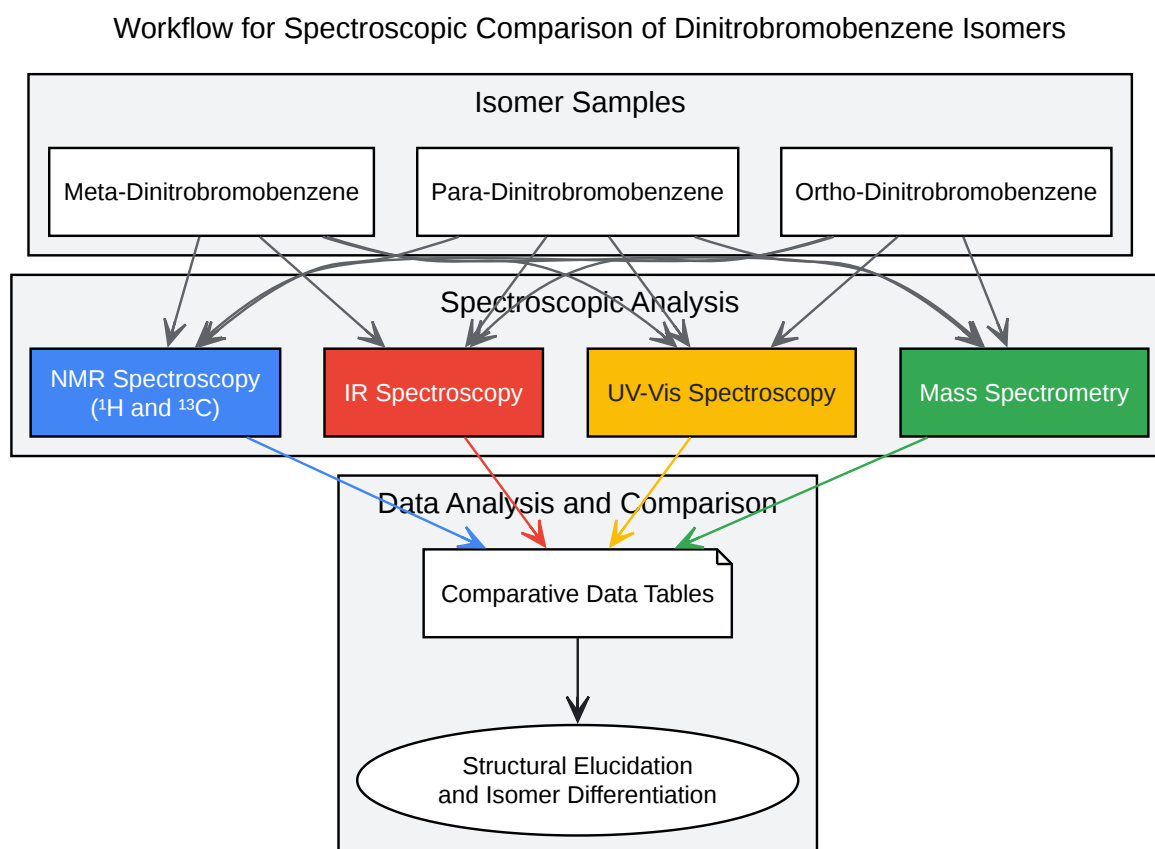 Workflow for Spectroscopic Comparison of Dinitrobromobenzene Isomers
Isomer Samples
Meta-Dinitrobromobenzene
Para-Dinitrobromobenzene
Ortho-Dinitrobromobenzene
Spectroscopic Analysis
NMR Spectroscopy
(¹H and ¹³C)
IR Spectroscopy
UV-Vis Spectroscopy
Mass Spectrometry
Data Analysis and Comparison
Comparative Data Tables
Structural Elucidation
and Isomer Differentiation